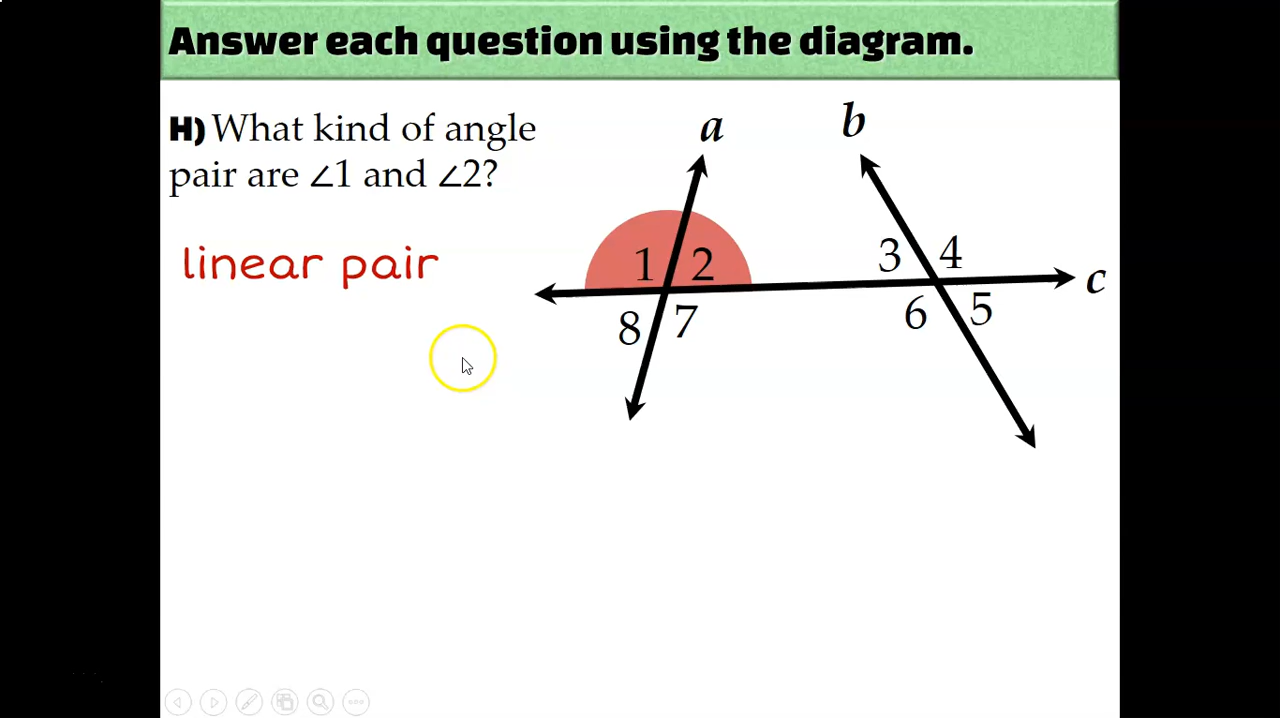 Answer each question using the diagram.
H) What kind of angle
pair are ∠1 and ∠2?
linear pair
a
b
1 2
3 4
c
8 7
6 5